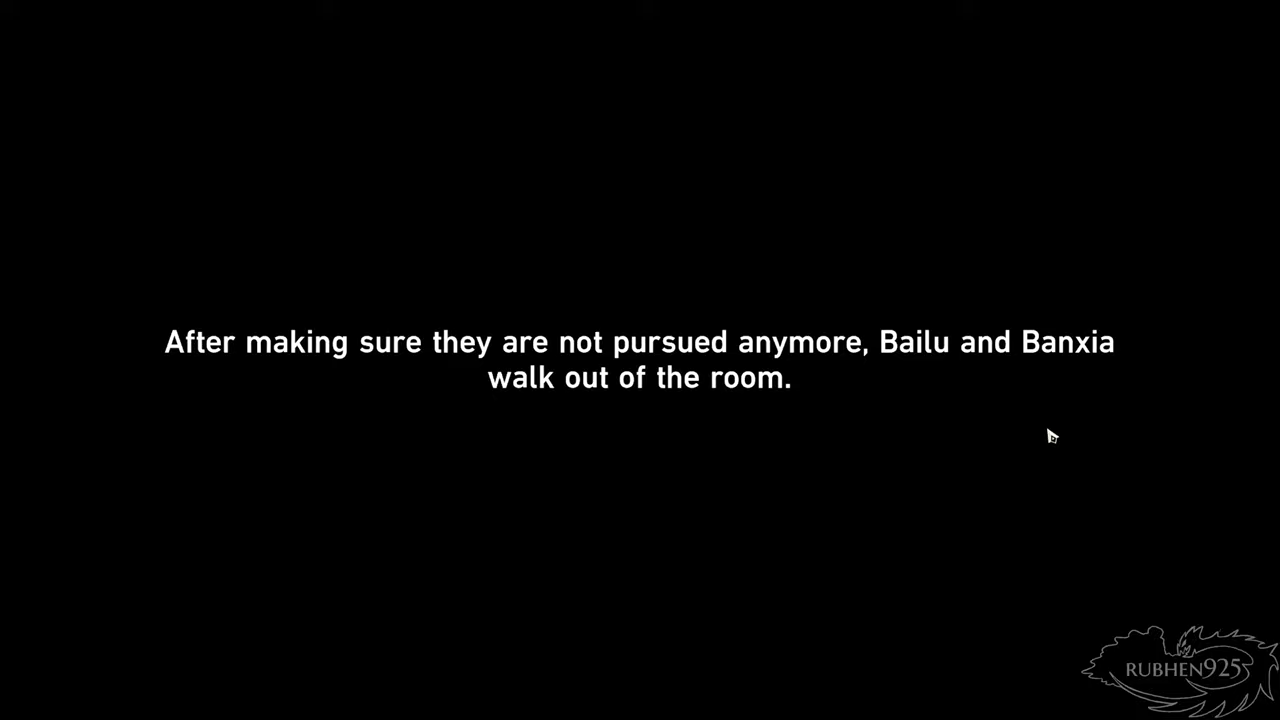 After making sure they are not pursued anymore, Bailu and Banxia
walk out of the room.
RUBHEN925